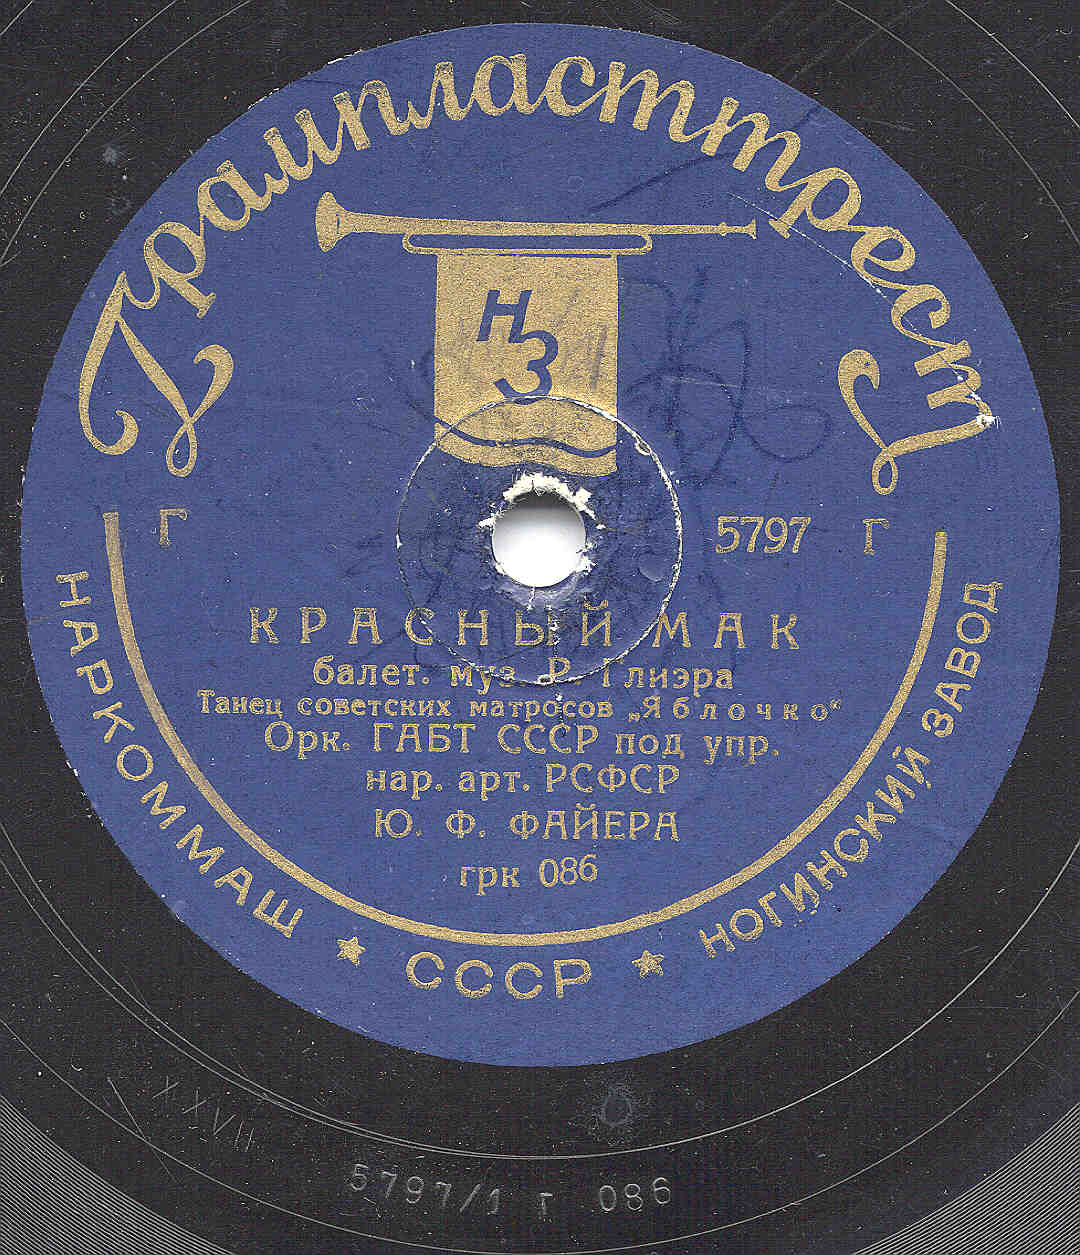 Грампласттрест
НЗ
Г
5797 Г
КРАСНЫЙ МАК
балет. муз. Р. Глиэра
Танец советских матросов „Яблочко“
Орк. ГАБТ СССР под упр.
нар. арт. РСФСР
Ю. Ф. ФАЙЕРА
грк 086
НАРКОММАШ ★ СССР ★ НОГИНСКИЙ ЗАВОД
XXVII
5797/1 г 086